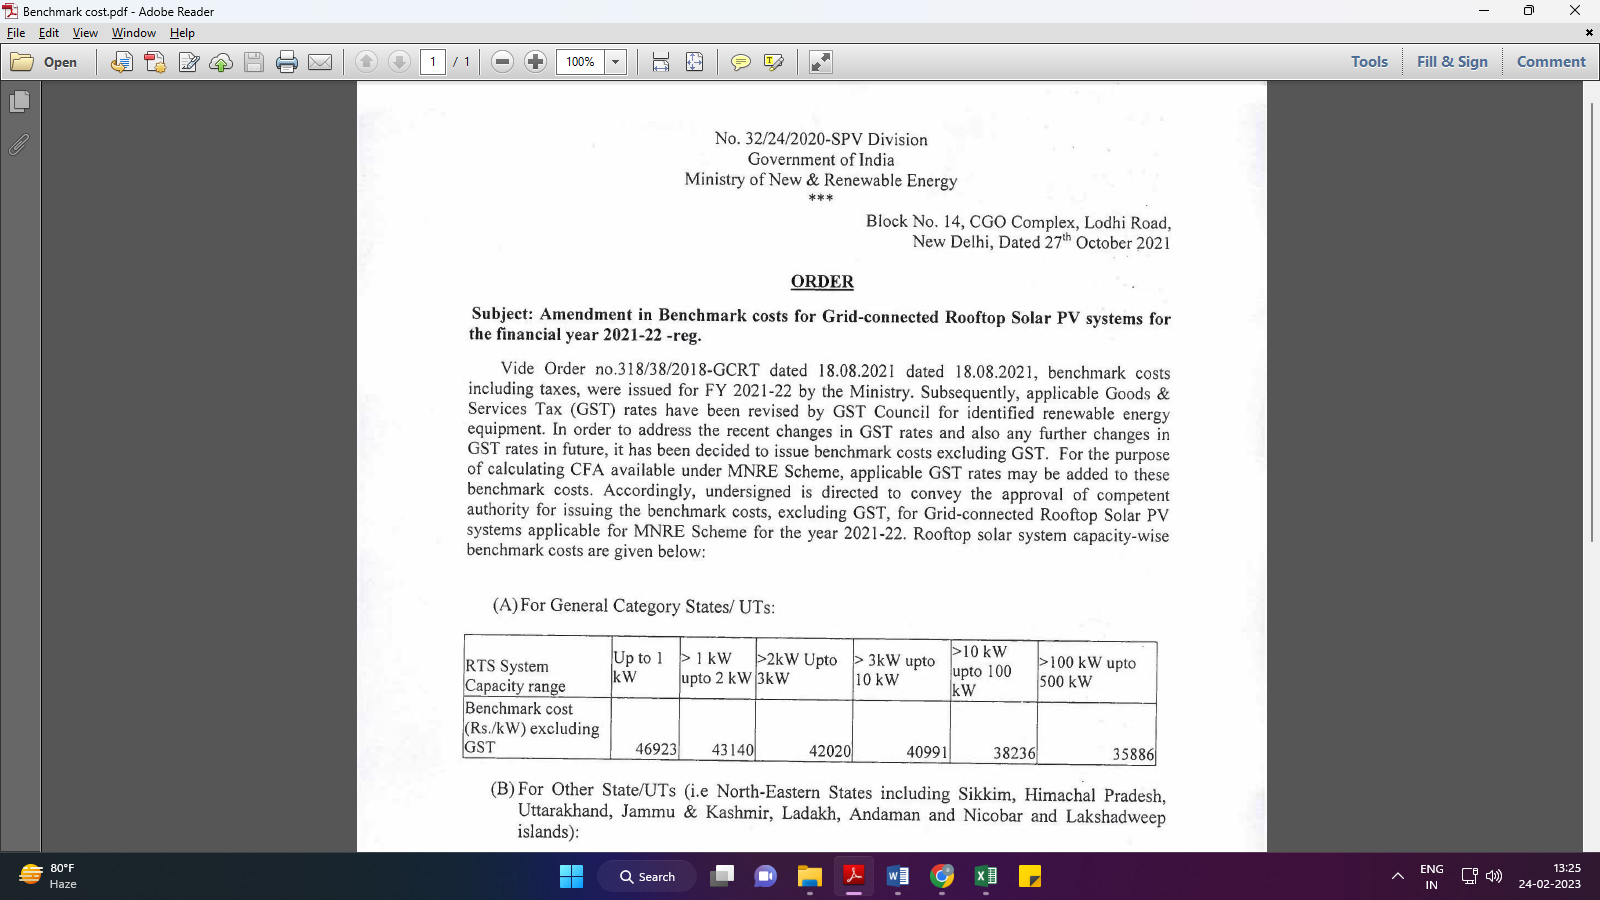 Benchmark cost.pdf - Adobe Reader
File Edit View Window Help
Open 1 / 1 100% Tools Fill & Sign Comment
No. 32/24/2020-SPV Division
Government of India
Ministry of New & Renewable Energy
***
Block No. 14, CGO Complex, Lodhi Road,
New Delhi, Dated 27th October 2021
ORDER
Subject: Amendment in Benchmark costs for Grid-connected Rooftop Solar PV systems for
the financial year 2021-22 -reg.
Vide Order no.318/38/2018-GCRT dated 18.08.2021 dated 18.08.2021, benchmark costs
including taxes, were issued for FY 2021-22 by the Ministry. Subsequently, applicable Goods &
Services Tax (GST) rates have been revised by GST Council for identified renewable energy
equipment. In order to address the recent changes in GST rates and also any further changes in
GST rates in future, it has been decided to issue benchmark costs excluding GST. For the purpose
of calculating CFA available under MNRE Scheme, applicable GST rates may be added to these
benchmark costs. Accordingly, undersigned is directed to convey the approval of competent
authority for issuing the benchmark costs, excluding GST, for Grid-connected Rooftop Solar PV
systems applicable for MNRE Scheme for the year 2021-22. Rooftop solar system capacity-wise
benchmark costs are given below:
(A) For General Category States/ UTs:
RTS System
Capacity range
Up to 1
kW
> 1 kW
upto 2 kW
>2kW Upto
3kW
> 3kW upto
10 kW
>10 kW
upto 100
kW
>100 kW upto
500 kW
Benchmark cost
(Rs./kW) excluding
GST
46923 43140 42020 40991 38236 35886
(B) For Other State/UTs (i.e North-Eastern States including Sikkim, Himachal Pradesh,
Uttarakhand, Jammu & Kashmir, Ladakh, Andaman and Nicobar and Lakshadweep
islands):
80°F
Haze
Search
ENG
IN
13:25
24-02-2023